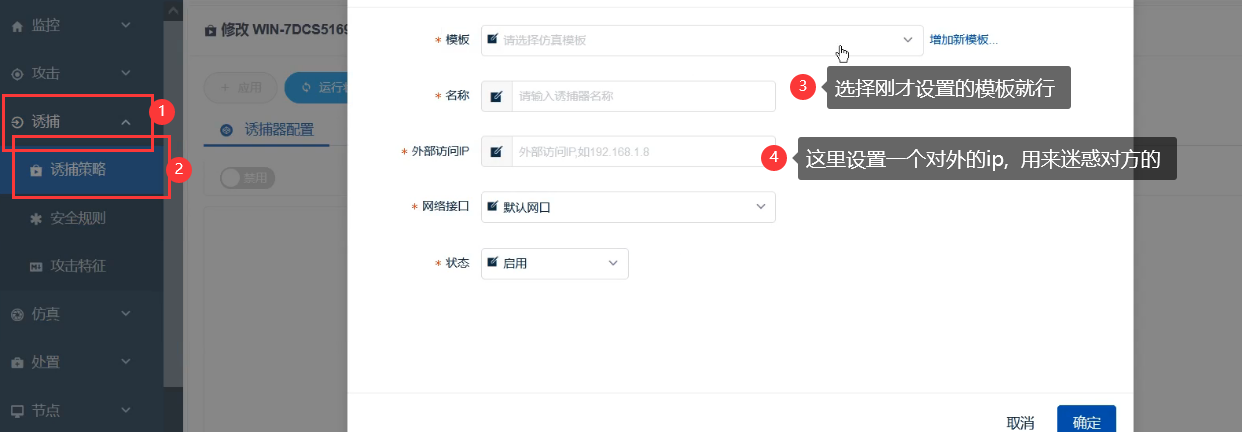 监控
攻击
诱捕
1
诱捕策略
2
安全规则
攻击特征
仿真
处置
节点
修改 WIN-7DCS5169
+ 应用
运行
诱捕器配置
禁用
* 模板
请选择仿真模板
增加新模板...
3
选择刚才设置的模板就行
* 名称
请输入诱捕器名称
* 外部访问IP
外部访问IP,如192.168.1.8
4
这里设置一个对外的ip, 用来迷惑对方的
* 网络接口
默认网口
* 状态
启用
取消
确定